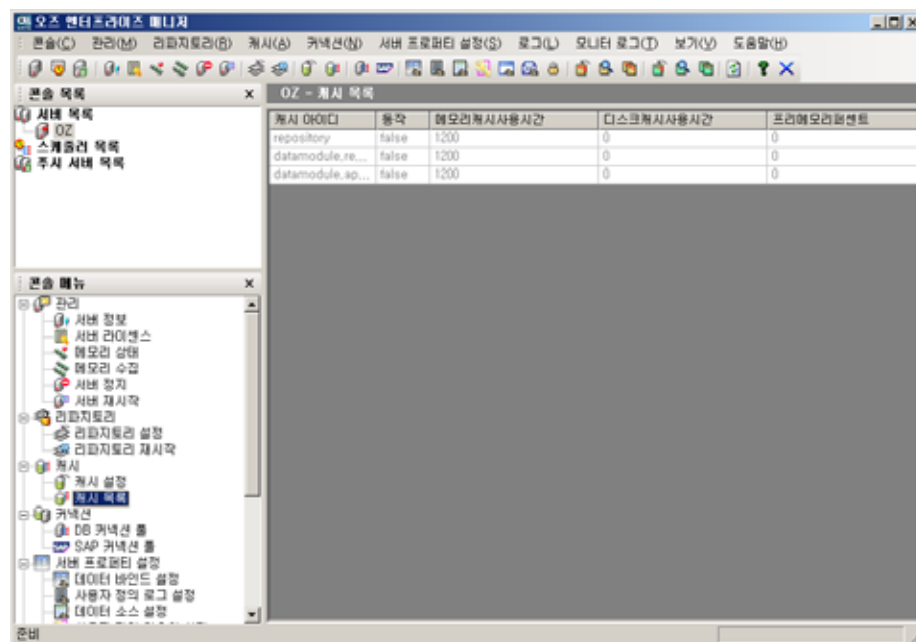 오즈 엔터프라이즈 매니저
콘솔(C) 관리(M) 리파지토리(R) 캐시(A) 커넥션(N) 서버 프로퍼티 설정(S) 로그(L) 모니터 로그(T) 보기(V) 도움말(H)
콘솔 목록
OZ - 캐시 목록
서버 목록
OZ
스케줄러 목록
주시 서버 목록
캐시 아이디 동작 메모리캐시사용시간 디스크캐시사용시간 프리메모리퍼센트
repository false 1200 0 0
datamodule,re,,, false 1200 0 0
datamodule,ap,,, false 1200 0 0
콘솔 메뉴
관리
서버 정보
서버 라이센스
메모리 상태
메모리 수집
서버 정지
서버 재시작
리파지토리
리파지토리 설정
리파지토리 재시작
캐시
캐시 설정
캐시 목록
커넥션
DB 커넥션 풀
SAP 커넥션 풀
서버 프로퍼티 설정
데이터 바인드 설정
사용자 정의 로그 설정
데이터 소스 설정
준비